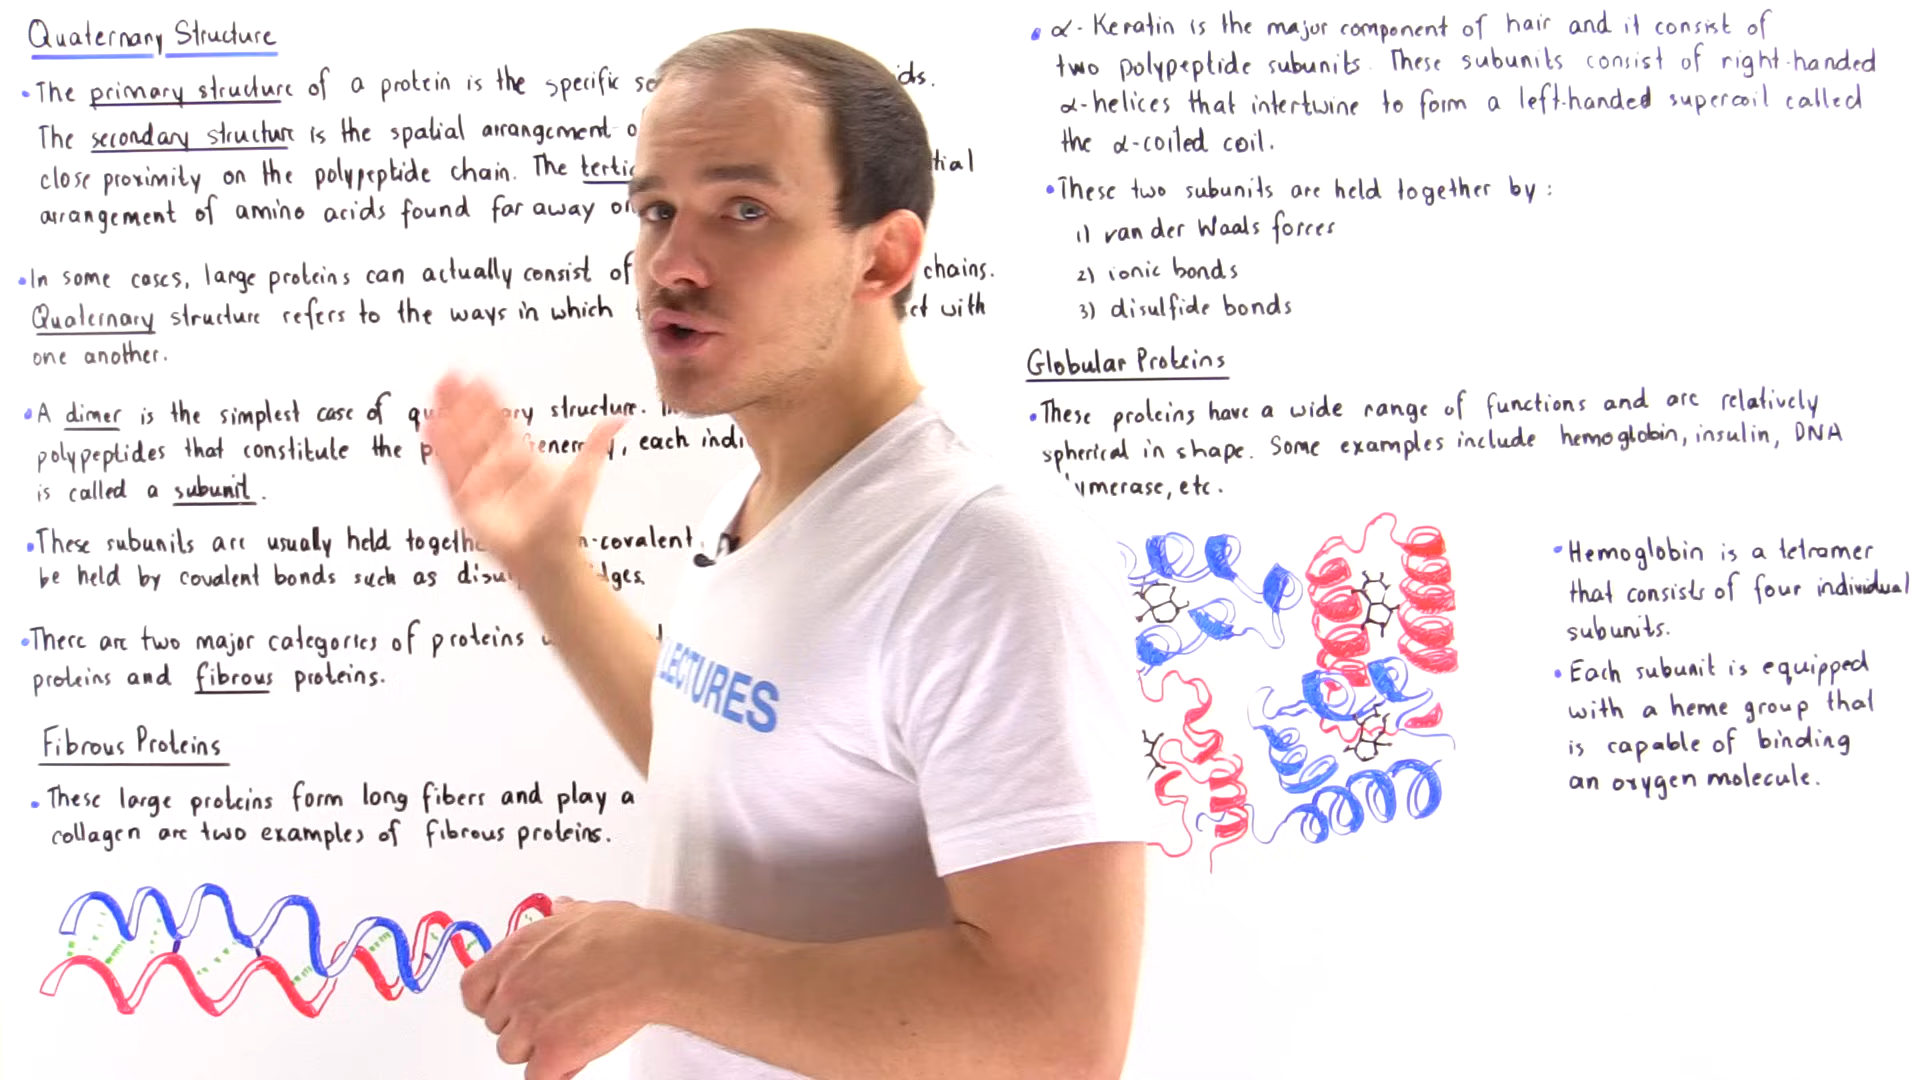 Quaternary Structure
• The primary structure of a protein is the specific ds.
The secondary structure is the spatial arrangement
close proximity on the polypeptide chain. The tial
arrangement of amino acids found far away
• In some cases, large proteins can actually consist of chains.
Quaternary structure refers to the ways in which ct with
one another.
• A dimer is the simplest case of structure.
polypeptides that constitute the each
is called a subunit.
• These subunits are usually held n-covalent
be held by covalent bonds such as dges.
• There are two major categories of proteins
proteins and fibrous proteins.
Fibrous Proteins
• These large proteins form long fibers and play a
collagen are two examples of fibrous proteins.
• α-Keratin is the major component of hair and it consist of
two polypeptide subunits. These subunits consist of right-handed
α-helices that intertwine to form a left-handed supercoil called
the α-coiled coil.
• These two subunits are held together by:
1) van der Waals forces
2) ionic bonds
3) disulfide bonds
Globular Proteins
• These proteins have a wide range of functions and are relatively
spherical in shape. Some examples include hemoglobin, insulin, DNA
ymerase, etc.
• Hemoglobin is a tetramer
that consists of four individual
subunits.
• Each subunit is equipped
with a heme group that
is capable of binding
an oxygen molecule.
LECTURES